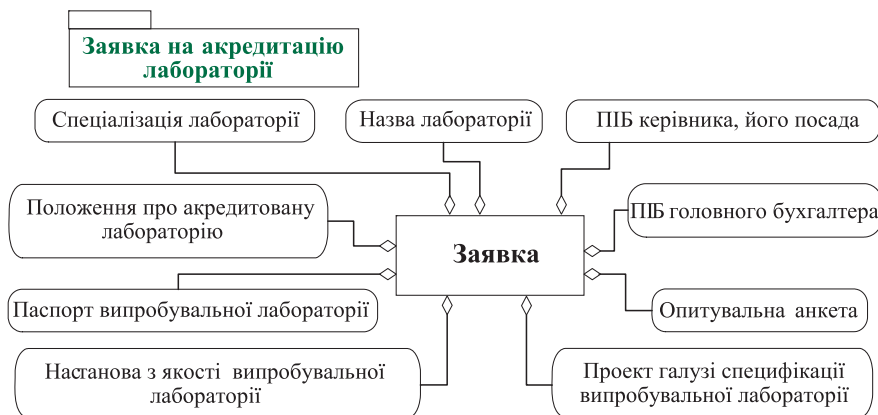 Заявка на акредитацію
лабораторії
Спеціалізація лабораторії
Назва лабораторії
ПІБ керівника, його посада
Положення про акредитовану
лабораторію
Заявка
ПІБ головного бухгалтера
Паспорт випробувальної лабораторії
Опитувальна анкета
Настанова з якості випробувальної
лабораторії
Проект галузі специфікації
випробувальної лабораторії